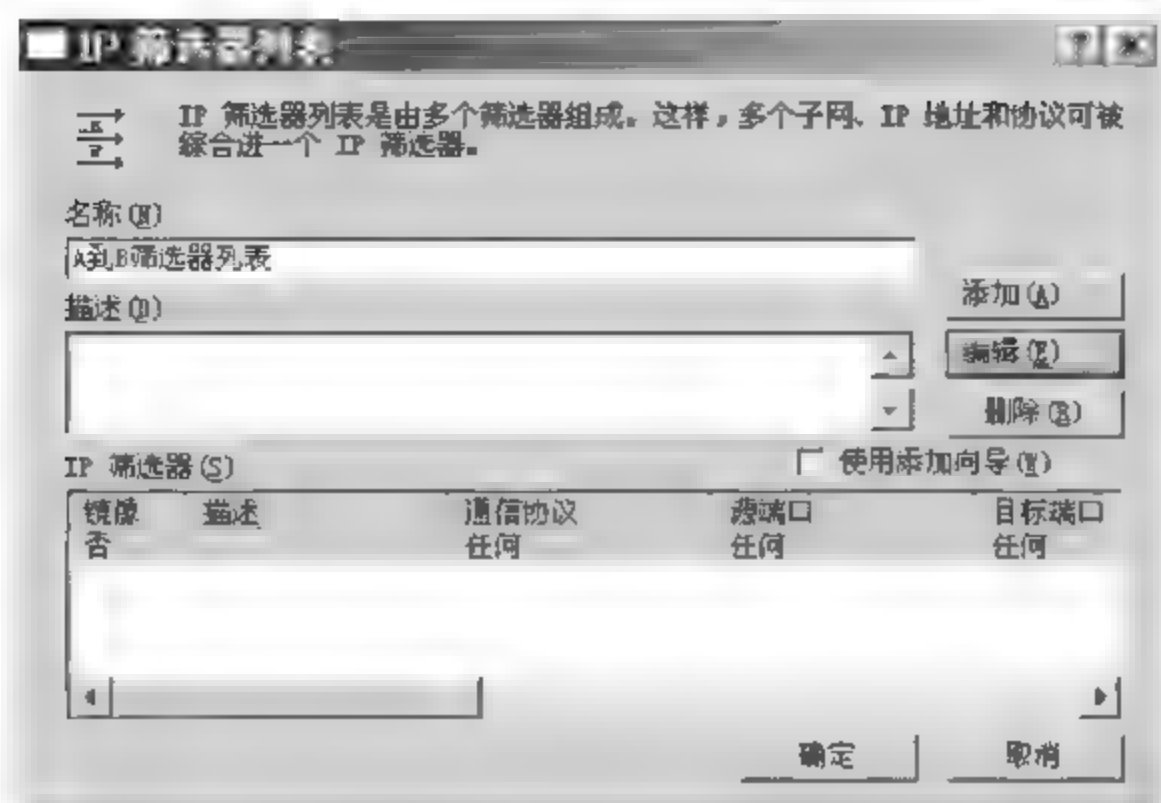 IP 筛选器列表
IP 筛选器列表是由多个筛选器组成。这样，多个子网、IP 地址和协议可被
综合进一个 IP 筛选器。
名称(N)
A到B筛选器列表
添加(A)
描述(D)
编辑(E)
删除(R)
IP 筛选器(S)
使用添加向导(W)
镜像 描述 通信协议 源端口 目标端口
否 任何 任何 任何
确定 取消